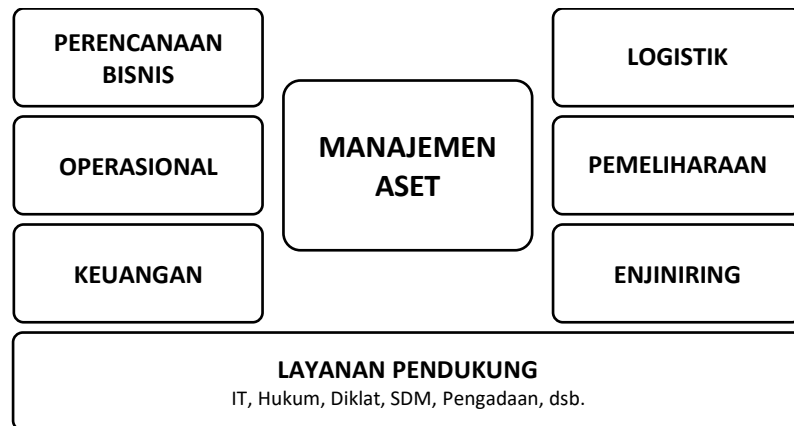 PERENCANAAN
BISNIS
OPERASIONAL
KEUANGAN
MANAJEMEN
ASET
LOGISTIK
PEMELIHARAAN
ENJINIRING
LAYANAN PENDUKUNG
IT, Hukum, Diklat, SDM, Pengadaan, dsb.